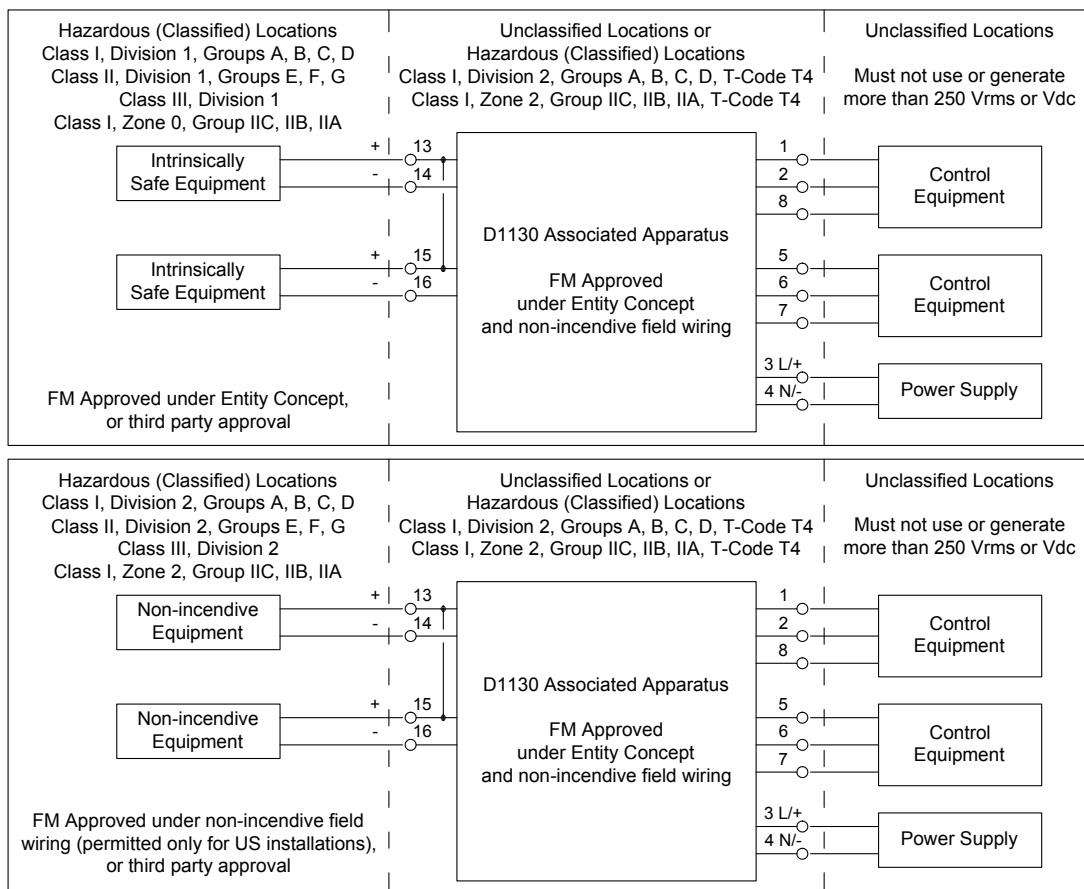 Hazardous (Classified) Locations
Class I, Division 1, Groups A, B, C, D
Class II, Division 1, Groups E, F, G
Class III, Division 1
Class I, Zone 0, Group IIC, IIB, IIA
Unclassified Locations or
Hazardous (Classified) Locations
Class I, Division 2, Groups A, B, C, D, T-Code T4
Class I, Zone 2, Group IIC, IIB, IIA, T-Code T4
Unclassified Locations
Must not use or generate
more than 250 Vrms or Vdc
Intrinsically
Safe Equipment
+ 13
- 14
Intrinsically
Safe Equipment
+ 15
- 16
D1130 Associated Apparatus
FM Approved
under Entity Concept
and non-incendive field wiring
1
2
8
Control
Equipment
5
6
7
Control
Equipment
3 L/+
4 N/-
Power Supply
FM Approved under Entity Concept,
or third party approval
Hazardous (Classified) Locations
Class I, Division 2, Groups A, B, C, D
Class II, Division 2, Groups E, F, G
Class III, Division 2
Class I, Zone 2, Group IIC, IIB, IIA
Unclassified Locations or
Hazardous (Classified) Locations
Class I, Division 2, Groups A, B, C, D, T-Code T4
Class I, Zone 2, Group IIC, IIB, IIA, T-Code T4
Unclassified Locations
Must not use or generate
more than 250 Vrms or Vdc
Non-incendive
Equipment
+ 13
- 14
Non-incendive
Equipment
+ 15
- 16
D1130 Associated Apparatus
FM Approved
under Entity Concept
and non-incendive field wiring
1
2
8
Control
Equipment
5
6
7
Control
Equipment
3 L/+
4 N/-
Power Supply
FM Approved under non-incendive field
wiring (permitted only for US installations),
or third party approval